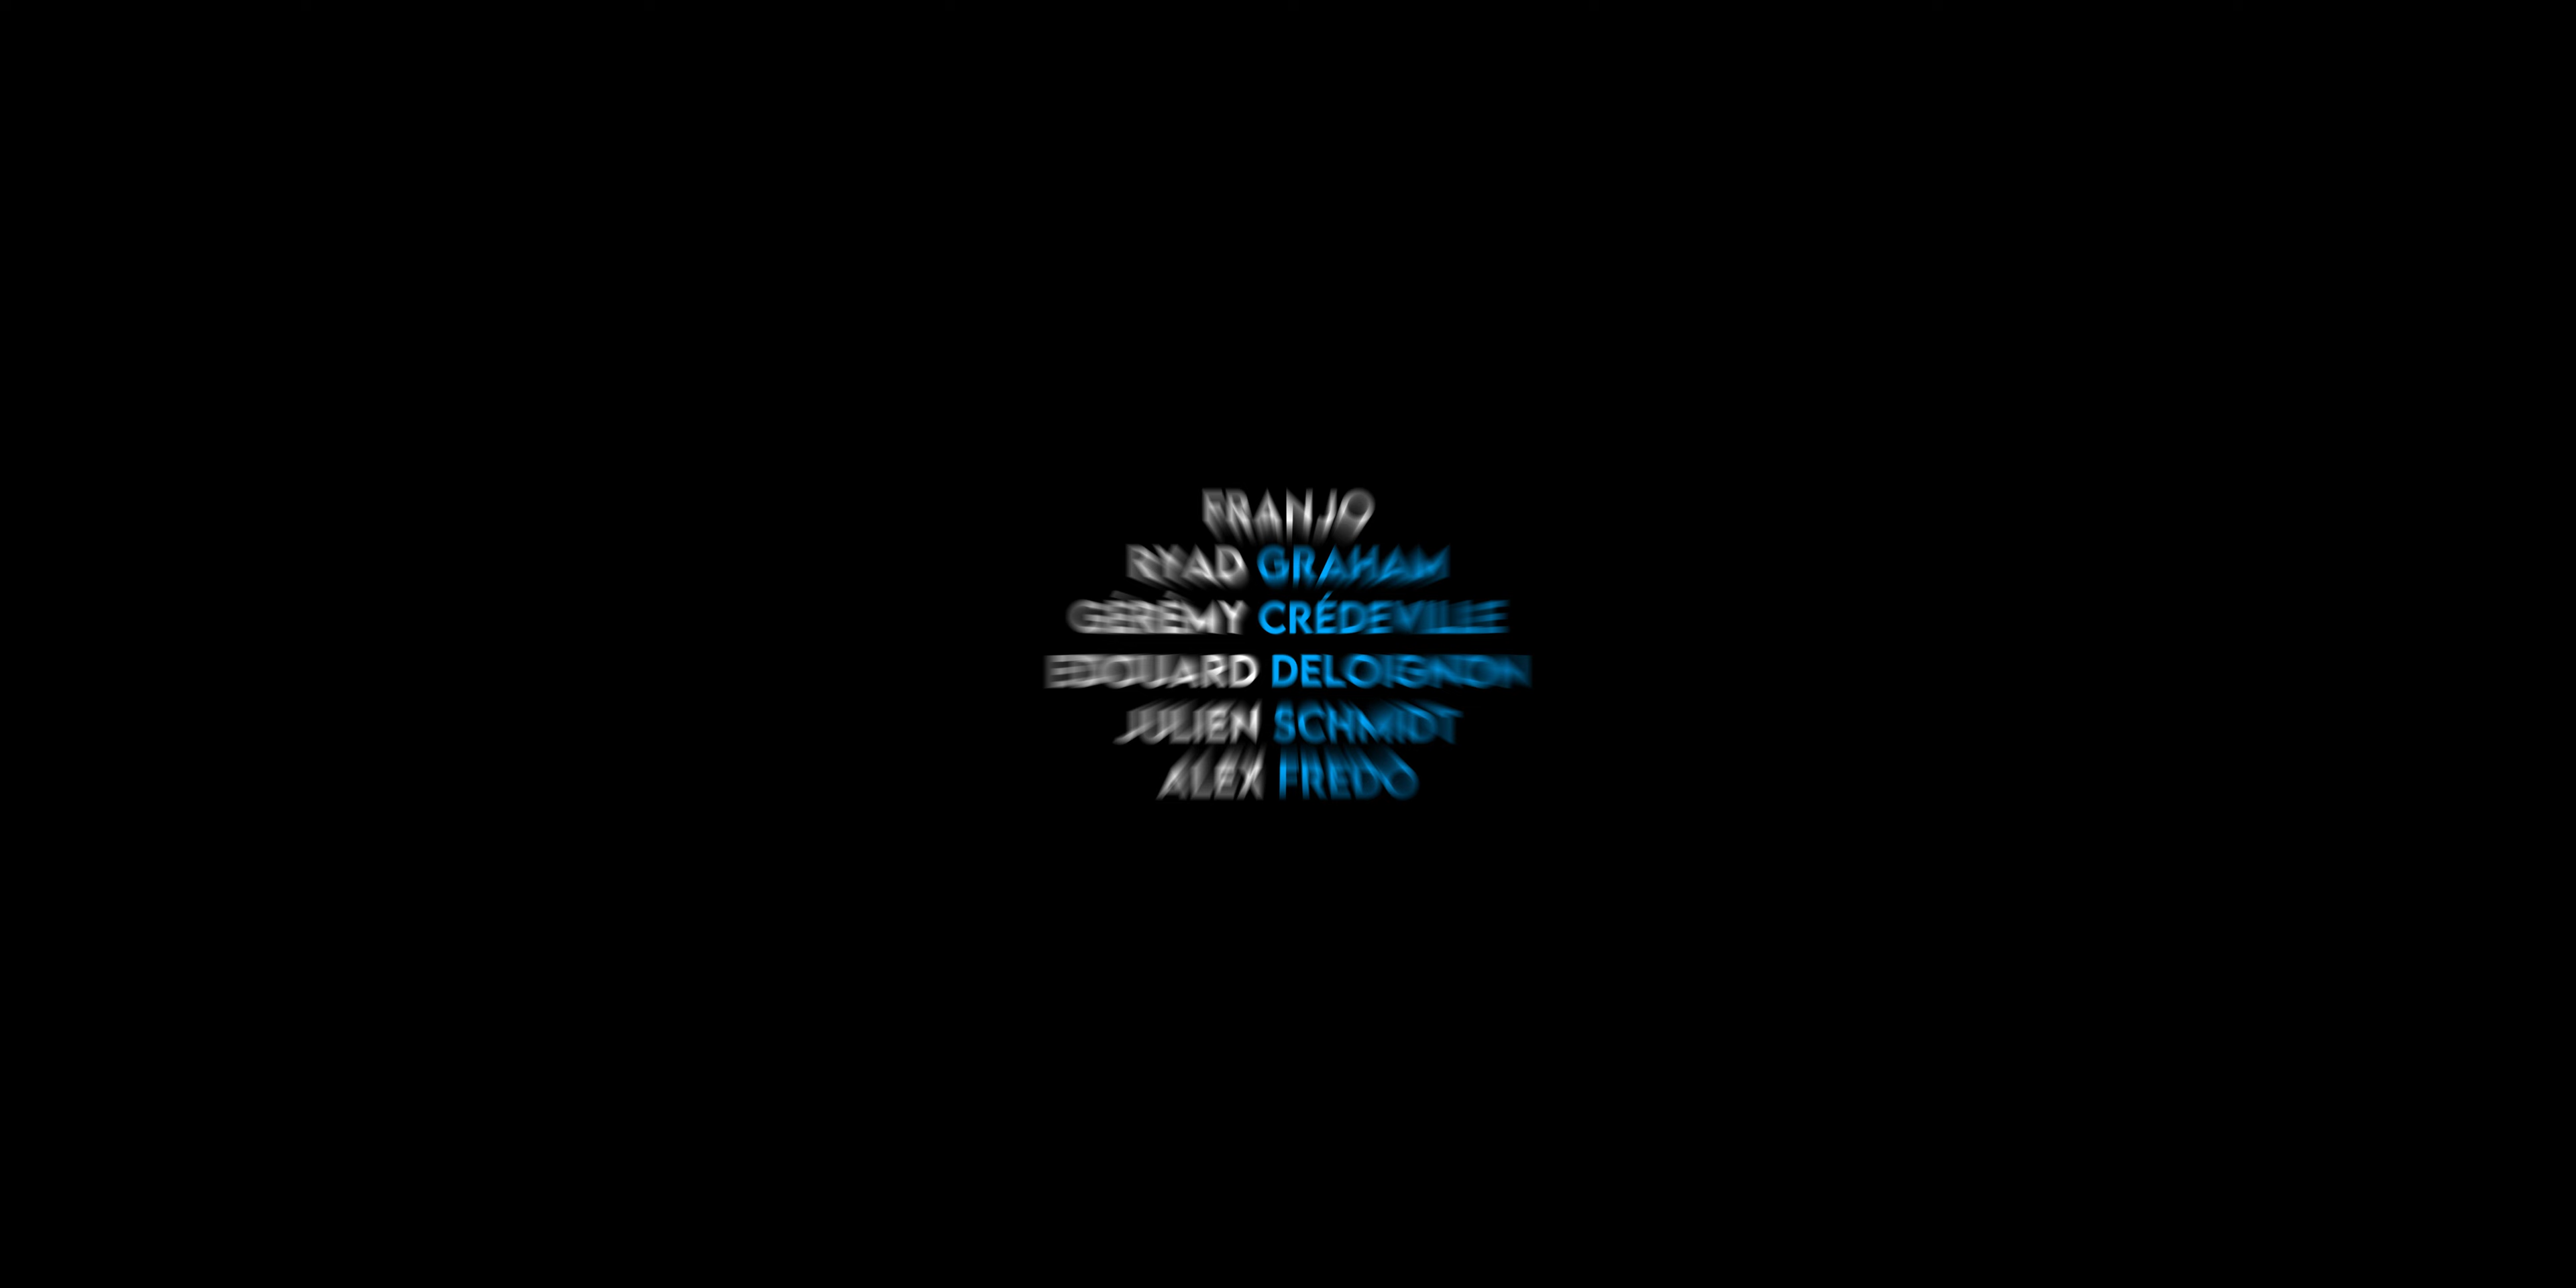 FRANJO
RYAD GRAHAM
GÉRÉMY CRÉDEVILLE
EDOUARD DELOIGNON
JULIEN SCHMIDT
ALEX FREDO